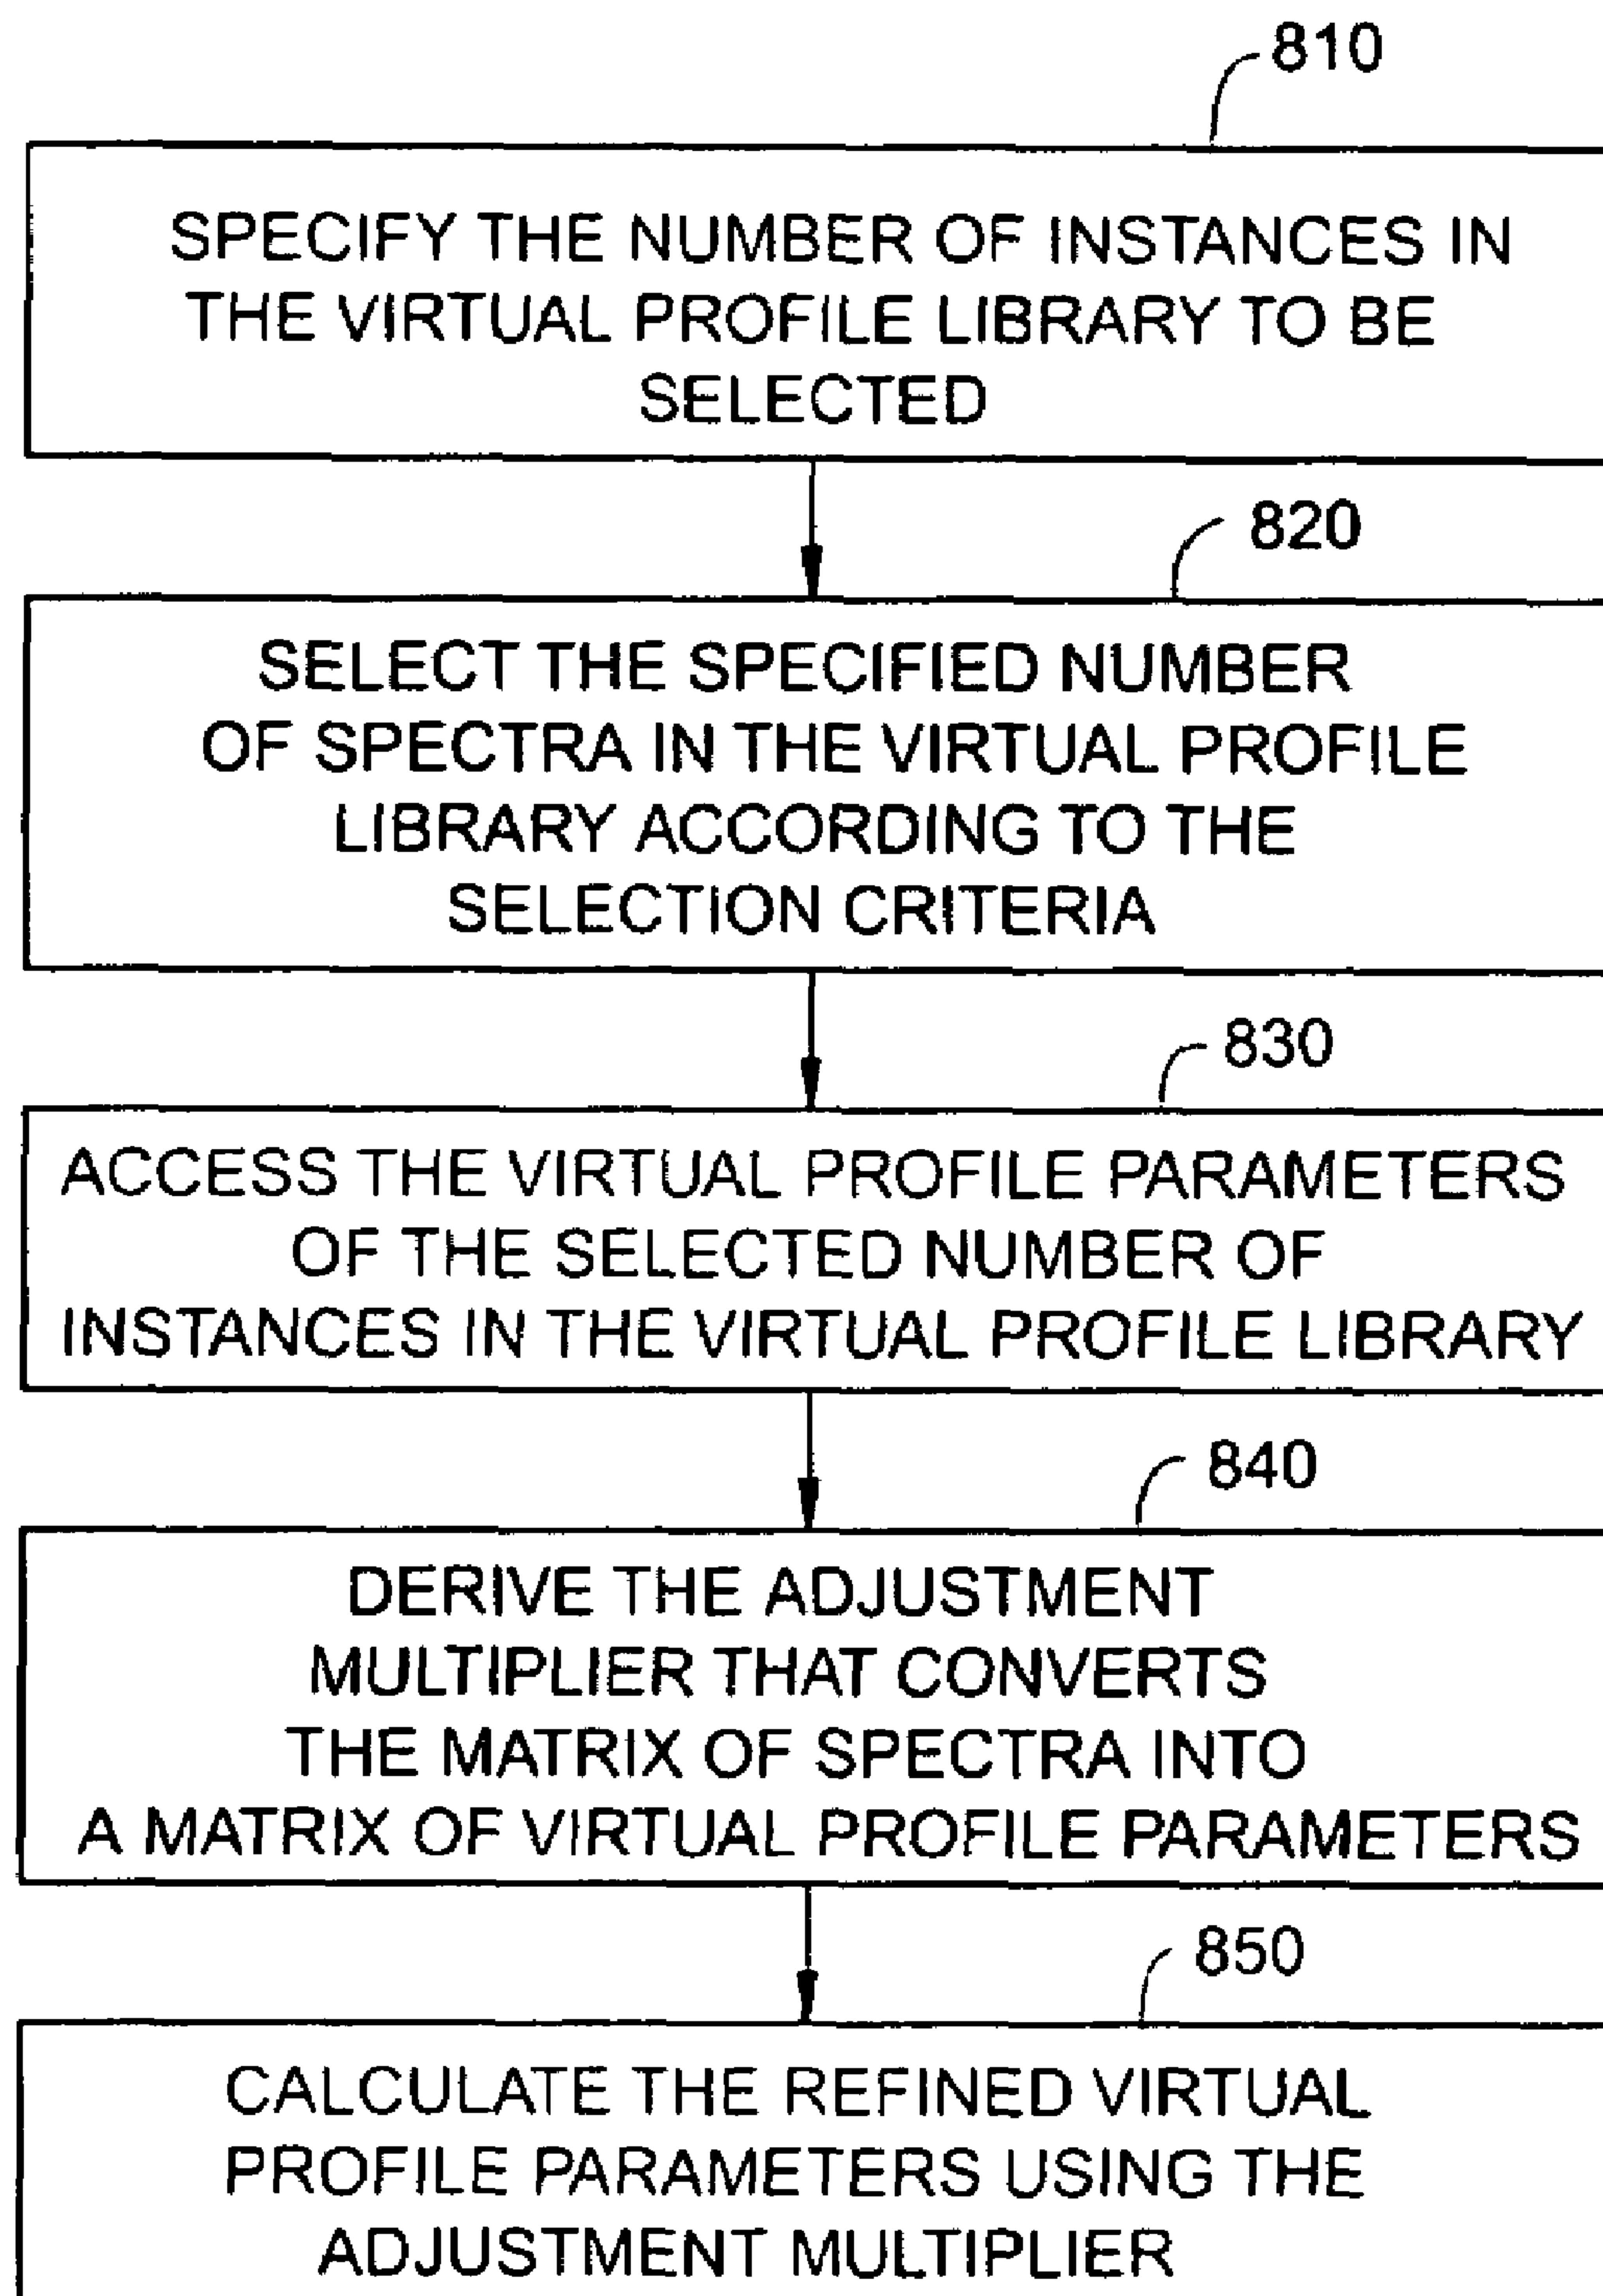 810
SPECIFY THE NUMBER OF INSTANCES IN
THE VIRTUAL PROFILE LIBRARY TO BE
SELECTED
820
SELECT THE SPECIFIED NUMBER
OF SPECTRA IN THE VIRTUAL PROFILE
LIBRARY ACCORDING TO THE
SELECTION CRITERIA
830
ACCESS THE VIRTUAL PROFILE PARAMETERS
OF THE SELECTED NUMBER OF
INSTANCES IN THE VIRTUAL PROFILE LIBRARY
840
DERIVE THE ADJUSTMENT
MULTIPLIER THAT CONVERTS
THE MATRIX OF SPECTRA INTO
A MATRIX OF VIRTUAL PROFILE PARAMETERS
850
CALCULATE THE REFINED VIRTUAL
PROFILE PARAMETERS USING THE
ADJUSTMENT MULTIPLIER